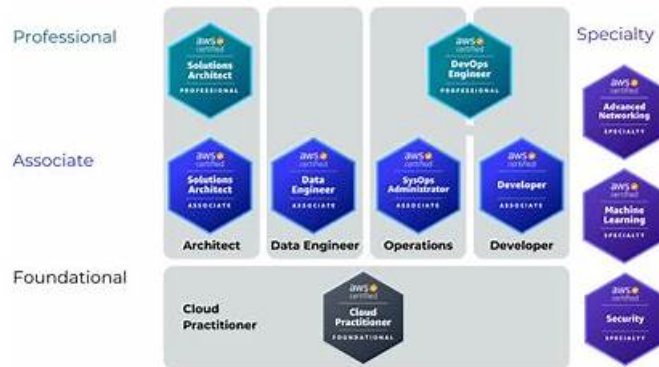 Professional
aws
certified
Solutions
Architect
PROFESSIONAL
aws
certified
DevOps
Engineer
PROFESSIONAL
Specialty
aws
certified
Advanced
Networking
SPECIALTY
Associate
aws
certified
Solutions
Architect
ASSOCIATE
aws
certified
Data
Engineer
ASSOCIATE
aws
certified
SysOps
Administrator
ASSOCIATE
aws
certified
Developer
ASSOCIATE
aws
certified
Machine
Learning
SPECIALTY
Architect
Data Engineer
Operations
Developer
Foundational
Cloud
Practitioner
aws
certified
Cloud
Practitioner
FOUNDATIONAL
aws
certified
Security
SPECIALTY